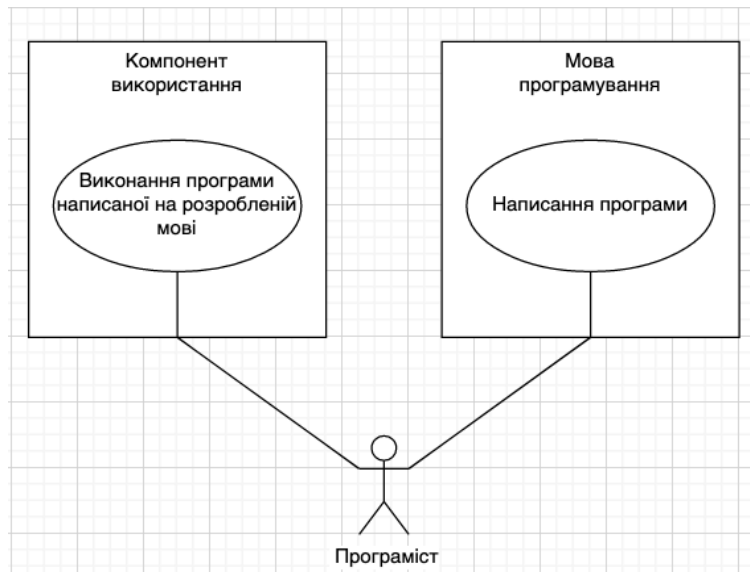 Компонент
використання
Виконання програми
написаної на розробленій
мові
Мова
програмування
Написання програми
Програміст